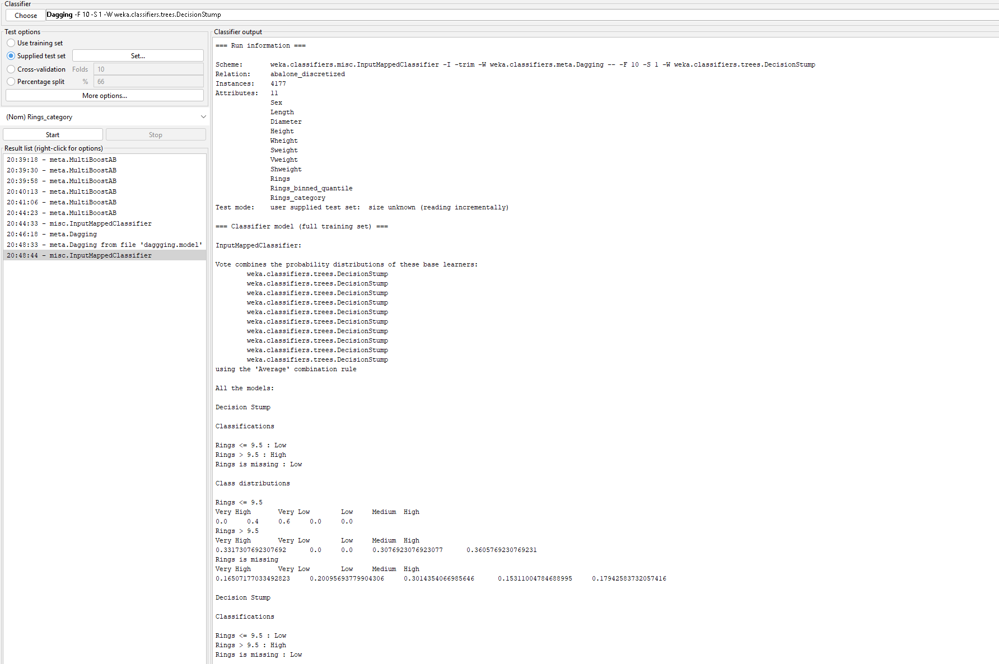 Classifier
Choose Dagging -F 10 -S 1 -W weka.classifiers.trees.DecisionStump
Test options
Use training set
Supplied test set Set...
Cross-validation Folds 10
Percentage split % 66
More options...
(Nom) Rings_category
Start Stop
Result list (right-click for options)
20:39:18 - meta.MultiBoostAB
20:39:30 - meta.MultiBoostAB
20:39:58 - meta.MultiBoostAB
20:40:13 - meta.MultiBoostAB
20:41:06 - meta.MultiBoostAB
20:44:23 - meta.MultiBoostAB
20:44:33 - misc.InputMappedClassifier
20:46:18 - meta.Dagging
20:48:33 - meta.Dagging from file 'daggging.model'
20:48:44 - misc.InputMappedClassifier
Classifier output
=== Run information ===
Scheme: weka.classifiers.misc.InputMappedClassifier -I -trim -W weka.classifiers.meta.Dagging -- -F 10 -S 1 -W weka.classifiers.trees.DecisionStump
Relation: abalone_discretized
Instances: 4177
Attributes: 11
Sex
Length
Diameter
Height
Wheight
Sweight
Vweight
Shweight
Rings
Rings_binned_quantile
Rings_category
Test mode: user supplied test set: size unknown (reading incrementally)
=== Classifier model (full training set) ===
InputMappedClassifier:
Vote combines the probability distributions of these base learners:
weka.classifiers.trees.DecisionStump
weka.classifiers.trees.DecisionStump
weka.classifiers.trees.DecisionStump
weka.classifiers.trees.DecisionStump
weka.classifiers.trees.DecisionStump
weka.classifiers.trees.DecisionStump
weka.classifiers.trees.DecisionStump
weka.classifiers.trees.DecisionStump
weka.classifiers.trees.DecisionStump
weka.classifiers.trees.DecisionStump
using the 'Average' combination rule
All the models:
Decision Stump
Classifications
Rings <= 9.5 : Low
Rings > 9.5 : High
Rings is missing : Low
Class distributions
Rings <= 9.5
Very High Very Low Low Medium High
0.0 0.4 0.6 0.0 0.0
Rings > 9.5
Very High Very Low Low Medium High
0.3317307692307692 0.0 0.0 0.3076923076923077 0.3605769230769231
Rings is missing
Very High Very Low Low Medium High
0.16507177033492823 0.20095693779904306 0.3014354066985646 0.15311004784688995 0.17942583732057416
Decision Stump
Classifications
Rings <= 9.5 : Low
Rings > 9.5 : High
Rings is missing : Low